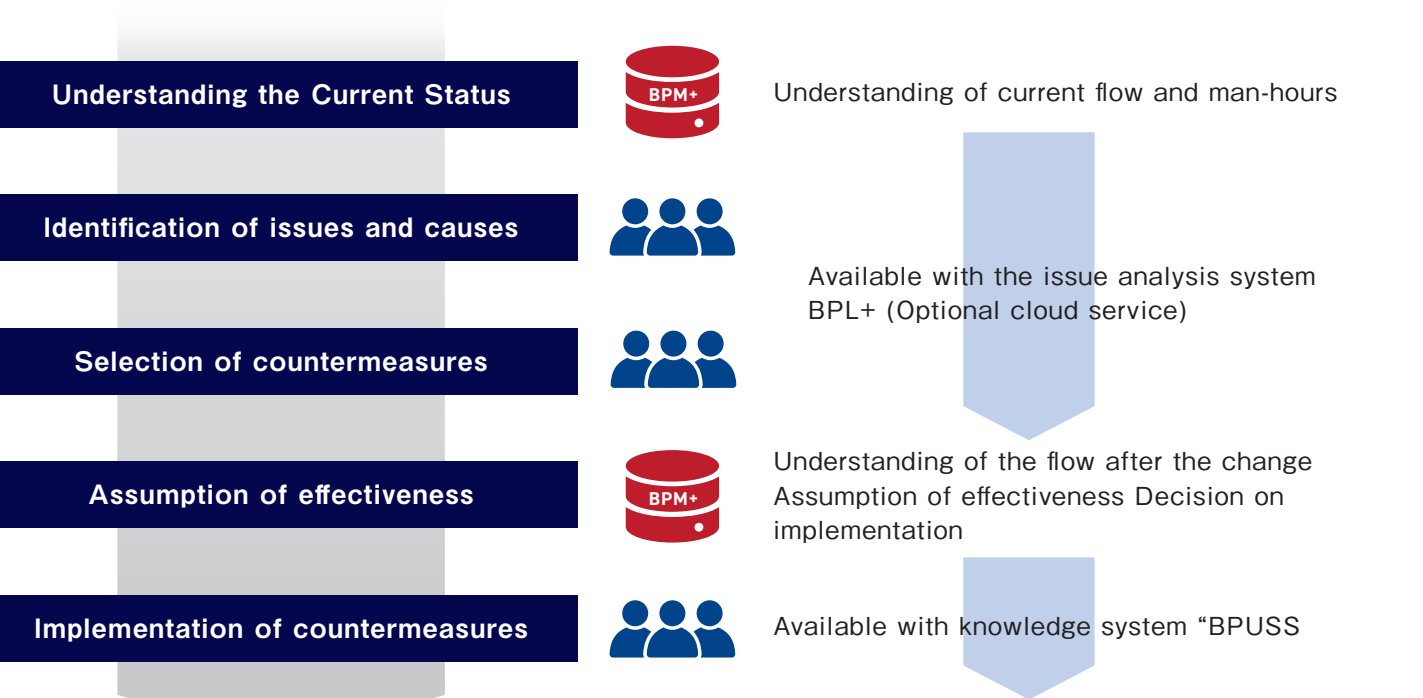 Understanding the Current Status
BPM+
Understanding of current flow and man-hours
Identification of issues and causes
Available with the issue analysis system
BPL+ (Optional cloud service)
Selection of countermeasures
Assumption of effectiveness
BPM+
Understanding of the flow after the change
Assumption of effectiveness Decision on
implementation
Implementation of countermeasures
Available with knowledge system “BPUSS